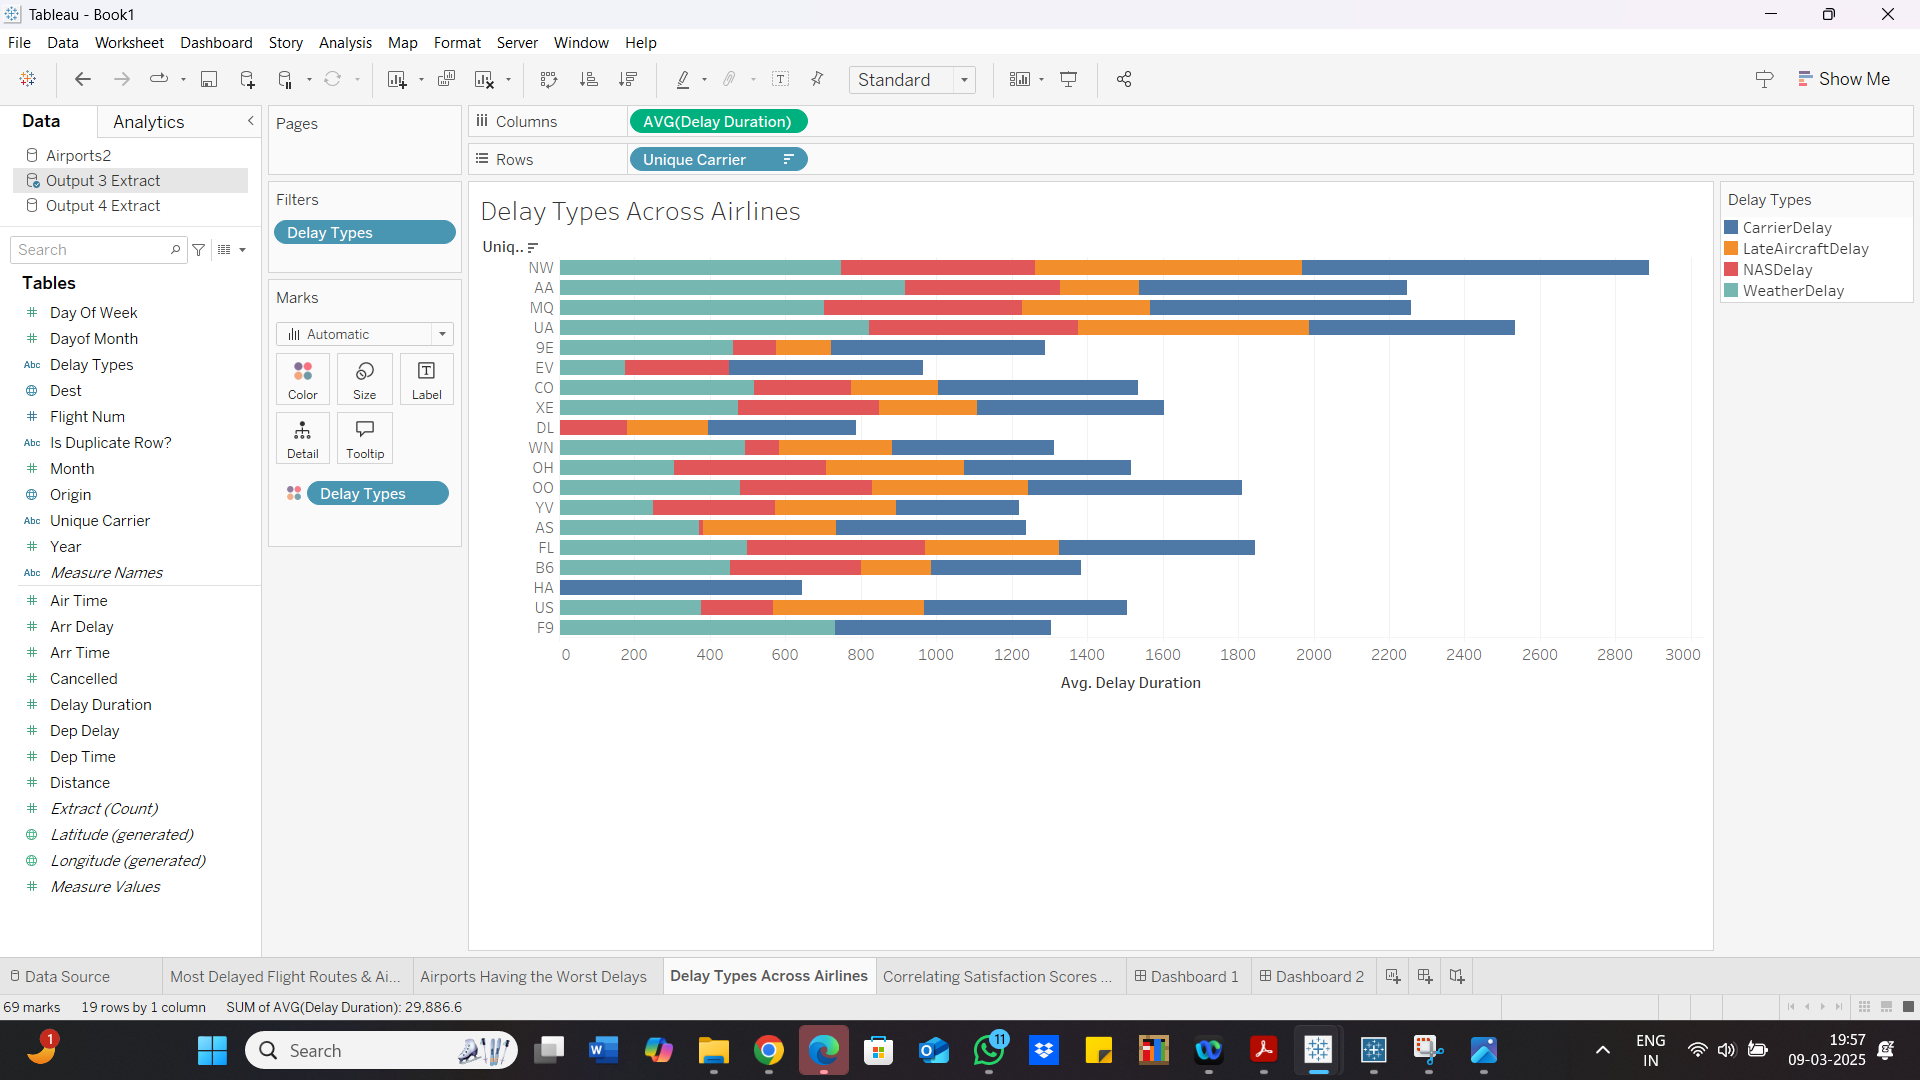 Tableau - Book1
File Data Worksheet Dashboard Story Analysis Map Format Server Window Help
Standard
Show Me
Data Analytics
Airports2
Output 3 Extract
Output 4 Extract
Search
Tables
Day Of Week
Dayof Month
Abc Delay Types
Dest
Flight Num
Abc Is Duplicate Row?
Month
Origin
Abc Unique Carrier
Year
Abc Measure Names
Air Time
Arr Delay
Arr Time
Cancelled
Delay Duration
Dep Delay
Dep Time
Distance
Extract (Count)
Latitude (generated)
Longitude (generated)
Measure Values
Pages
Filters
Delay Types
Marks
Automatic
Color Size Label
Detail Tooltip
Delay Types
Columns AVG(Delay Duration)
Rows Unique Carrier
Delay Types Across Airlines
Uniq..
NW
AA
MQ
UA
9E
EV
CO
XE
DL
WN
OH
OO
YV
AS
FL
B6
HA
US
F9
0 200 400 600 800 1000 1200 1400 1600 1800 2000 2200 2400 2600 2800 3000
Avg. Delay Duration
Delay Types
CarrierDelay
LateAircraftDelay
NASDelay
WeatherDelay
Data Source Most Delayed Flight Routes & Ai... Airports Having the Worst Delays Delay Types Across Airlines Correlating Satisfaction Scores ... Dashboard 1 Dashboard 2
69 marks 19 rows by 1 column SUM of AVG(Delay Duration): 29,886.6
1
Search
11
ENG
IN
19:57
09-03-2025